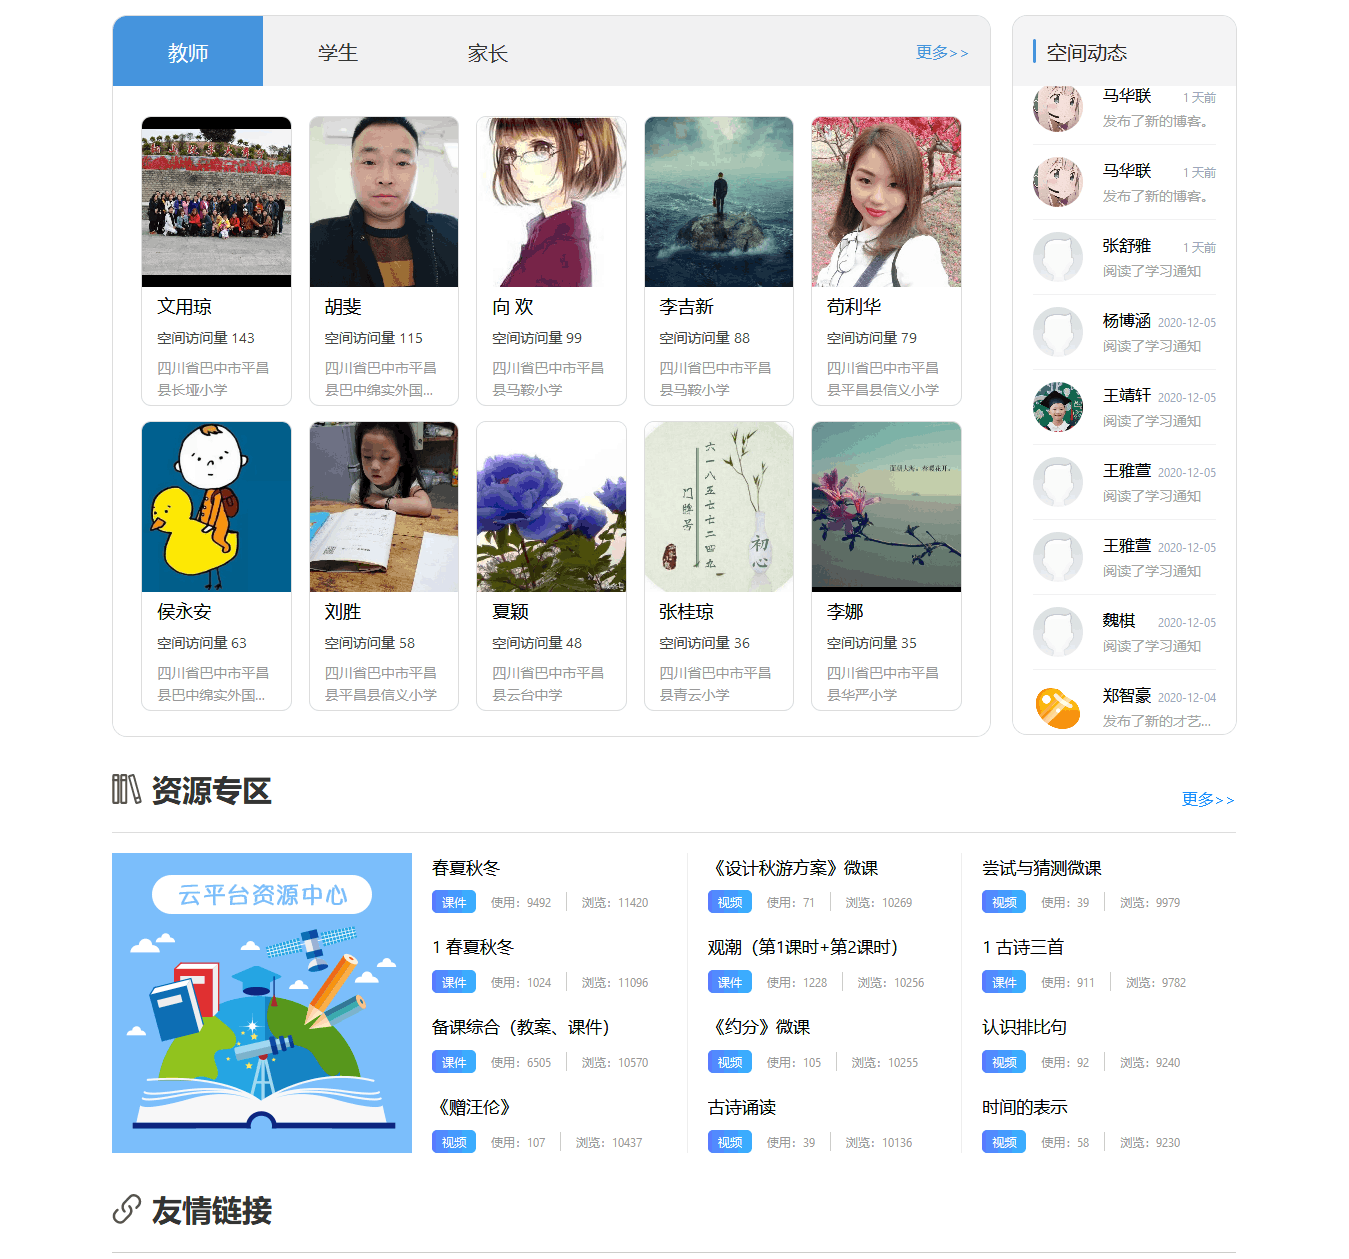 教师
学生
家长
更多>>
文用琼
空间访问量 143
四川省巴中市平昌
县长垭小学
胡斐
空间访问量 115
四川省巴中市平昌
县巴中绵实外国...
向 欢
空间访问量 99
四川省巴中市平昌
县马鞍小学
李吉新
空间访问量 88
四川省巴中市平昌
县马鞍小学
苟利华
空间访问量 79
四川省巴中市平昌
县平昌县信义小学
侯永安
空间访问量 63
四川省巴中市平昌
县巴中绵实外国...
刘胜
空间访问量 58
四川省巴中市平昌
县平昌县信义小学
夏颖
空间访问量 48
四川省巴中市平昌
县云台中学
六一八五七七二四九
门牌号
初心
张桂琼
空间访问量 36
四川省巴中市平昌
县青云小学
面朝大海，春暖花开。
李娜
空间访问量 35
四川省巴中市平昌
县华严小学
空间动态
马华联 1 天前
发布了新的博客。
马华联 1 天前
发布了新的博客。
张舒雅 1 天前
阅读了学习通知
杨博涵 2020-12-05
阅读了学习通知
王靖轩 2020-12-05
阅读了学习通知
王雅萱 2020-12-05
阅读了学习通知
王雅萱 2020-12-05
阅读了学习通知
魏棋 2020-12-05
阅读了学习通知
郑智豪 2020-12-04
发布了新的才艺...
资源专区
更多>>
云平台资源中心
春夏秋冬
课件 使用：9492 浏览：11420
1 春夏秋冬
课件 使用：1024 浏览：11096
备课综合（教案、课件）
课件 使用：6505 浏览：10570
《赠汪伦》
视频 使用：107 浏览：10437
《设计秋游方案》微课
视频 使用：71 浏览：10269
观潮（第1课时+第2课时）
课件 使用：1228 浏览：10256
《约分》微课
视频 使用：105 浏览：10255
古诗诵读
视频 使用：39 浏览：10136
尝试与猜测微课
视频 使用：39 浏览：9979
1 古诗三首
课件 使用：911 浏览：9782
认识排比句
视频 使用：92 浏览：9240
时间的表示
视频 使用：58 浏览：9230
友情链接